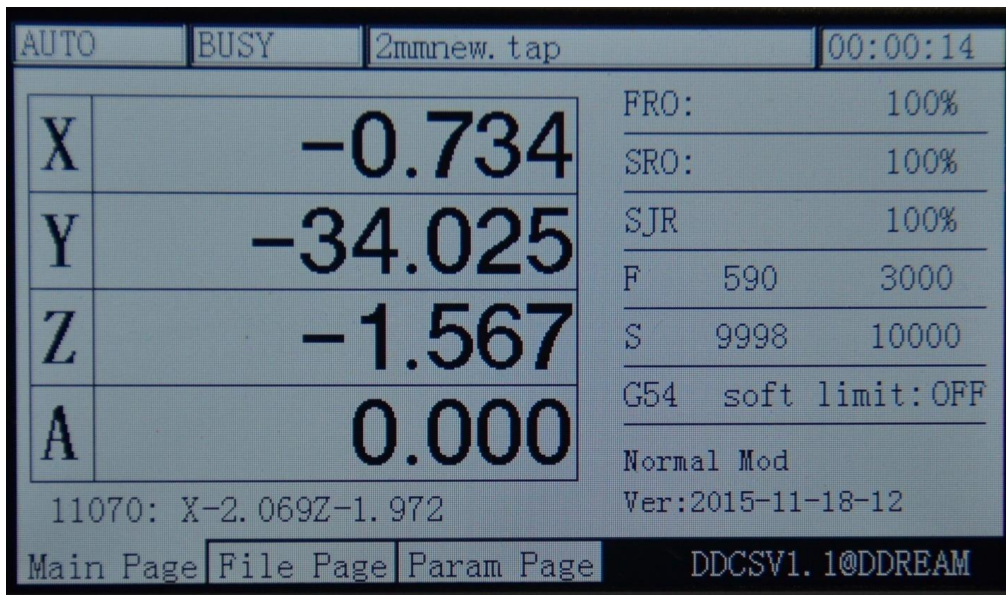 AUTO BUSY 2mmnew.tap 00:00:14
X -0.734
Y -34.025
Z -1.567
A 0.000
11070: X-2.069Z-1.972
FRO: 100%
SRO: 100%
SJR 100%
F 590 3000
S 9998 10000
G54 soft limit:OFF
Normal Mod
Ver:2015-11-18-12
Main Page File Page Param Page DDCSV1.1@DDREAM